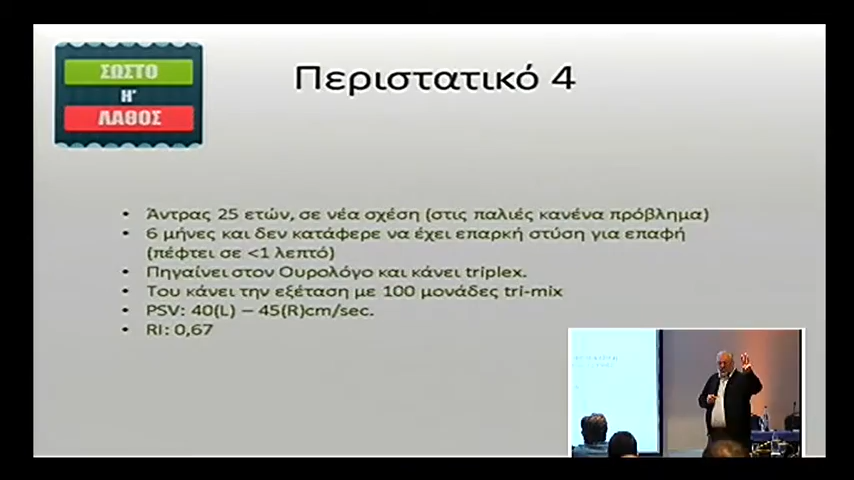 ΣΩΣΤΟ
Η'
ΛΑΘΟΣ
Περιστατικό 4
• Άντρας 25 ετών, σε νέα σχέση (στις παλιές κανένα πρόβλημα)
• 6 μήνες και δεν κατάφερε να έχει επαρκή στύση για επαφή
(πέφτει σε <1 λεπτό)
• Πηγαίνει στον Ουρολόγο και κάνει triplex.
• Του κάνει την εξέταση με 100 μονάδες tri-mix
• PSV: 40(L) – 45(R)cm/sec.
• RI: 0,67